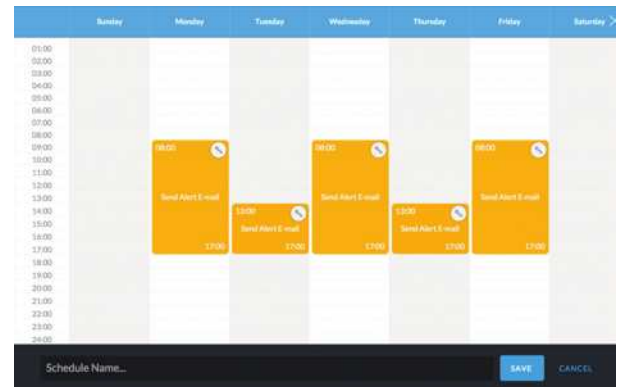 Sunday Monday Tuesday Wednesday Thursday Friday Saturday
01:00
02:00
03:00
04:00
05:00
06:00
07:00
08:00
09:00 08:00 08:00 08:00
10:00
11:00
12:00
13:00 Send Alert E-mail Send Alert E-mail Send Alert E-mail
14:00 13:00 13:00
15:00 Send Alert E-mail Send Alert E-mail
16:00
17:00 17:00 17:00 17:00 17:00 17:00
18:00
19:00
20:00
21:00
22:00
23:00
24:00
Schedule Name... SAVE CANCEL